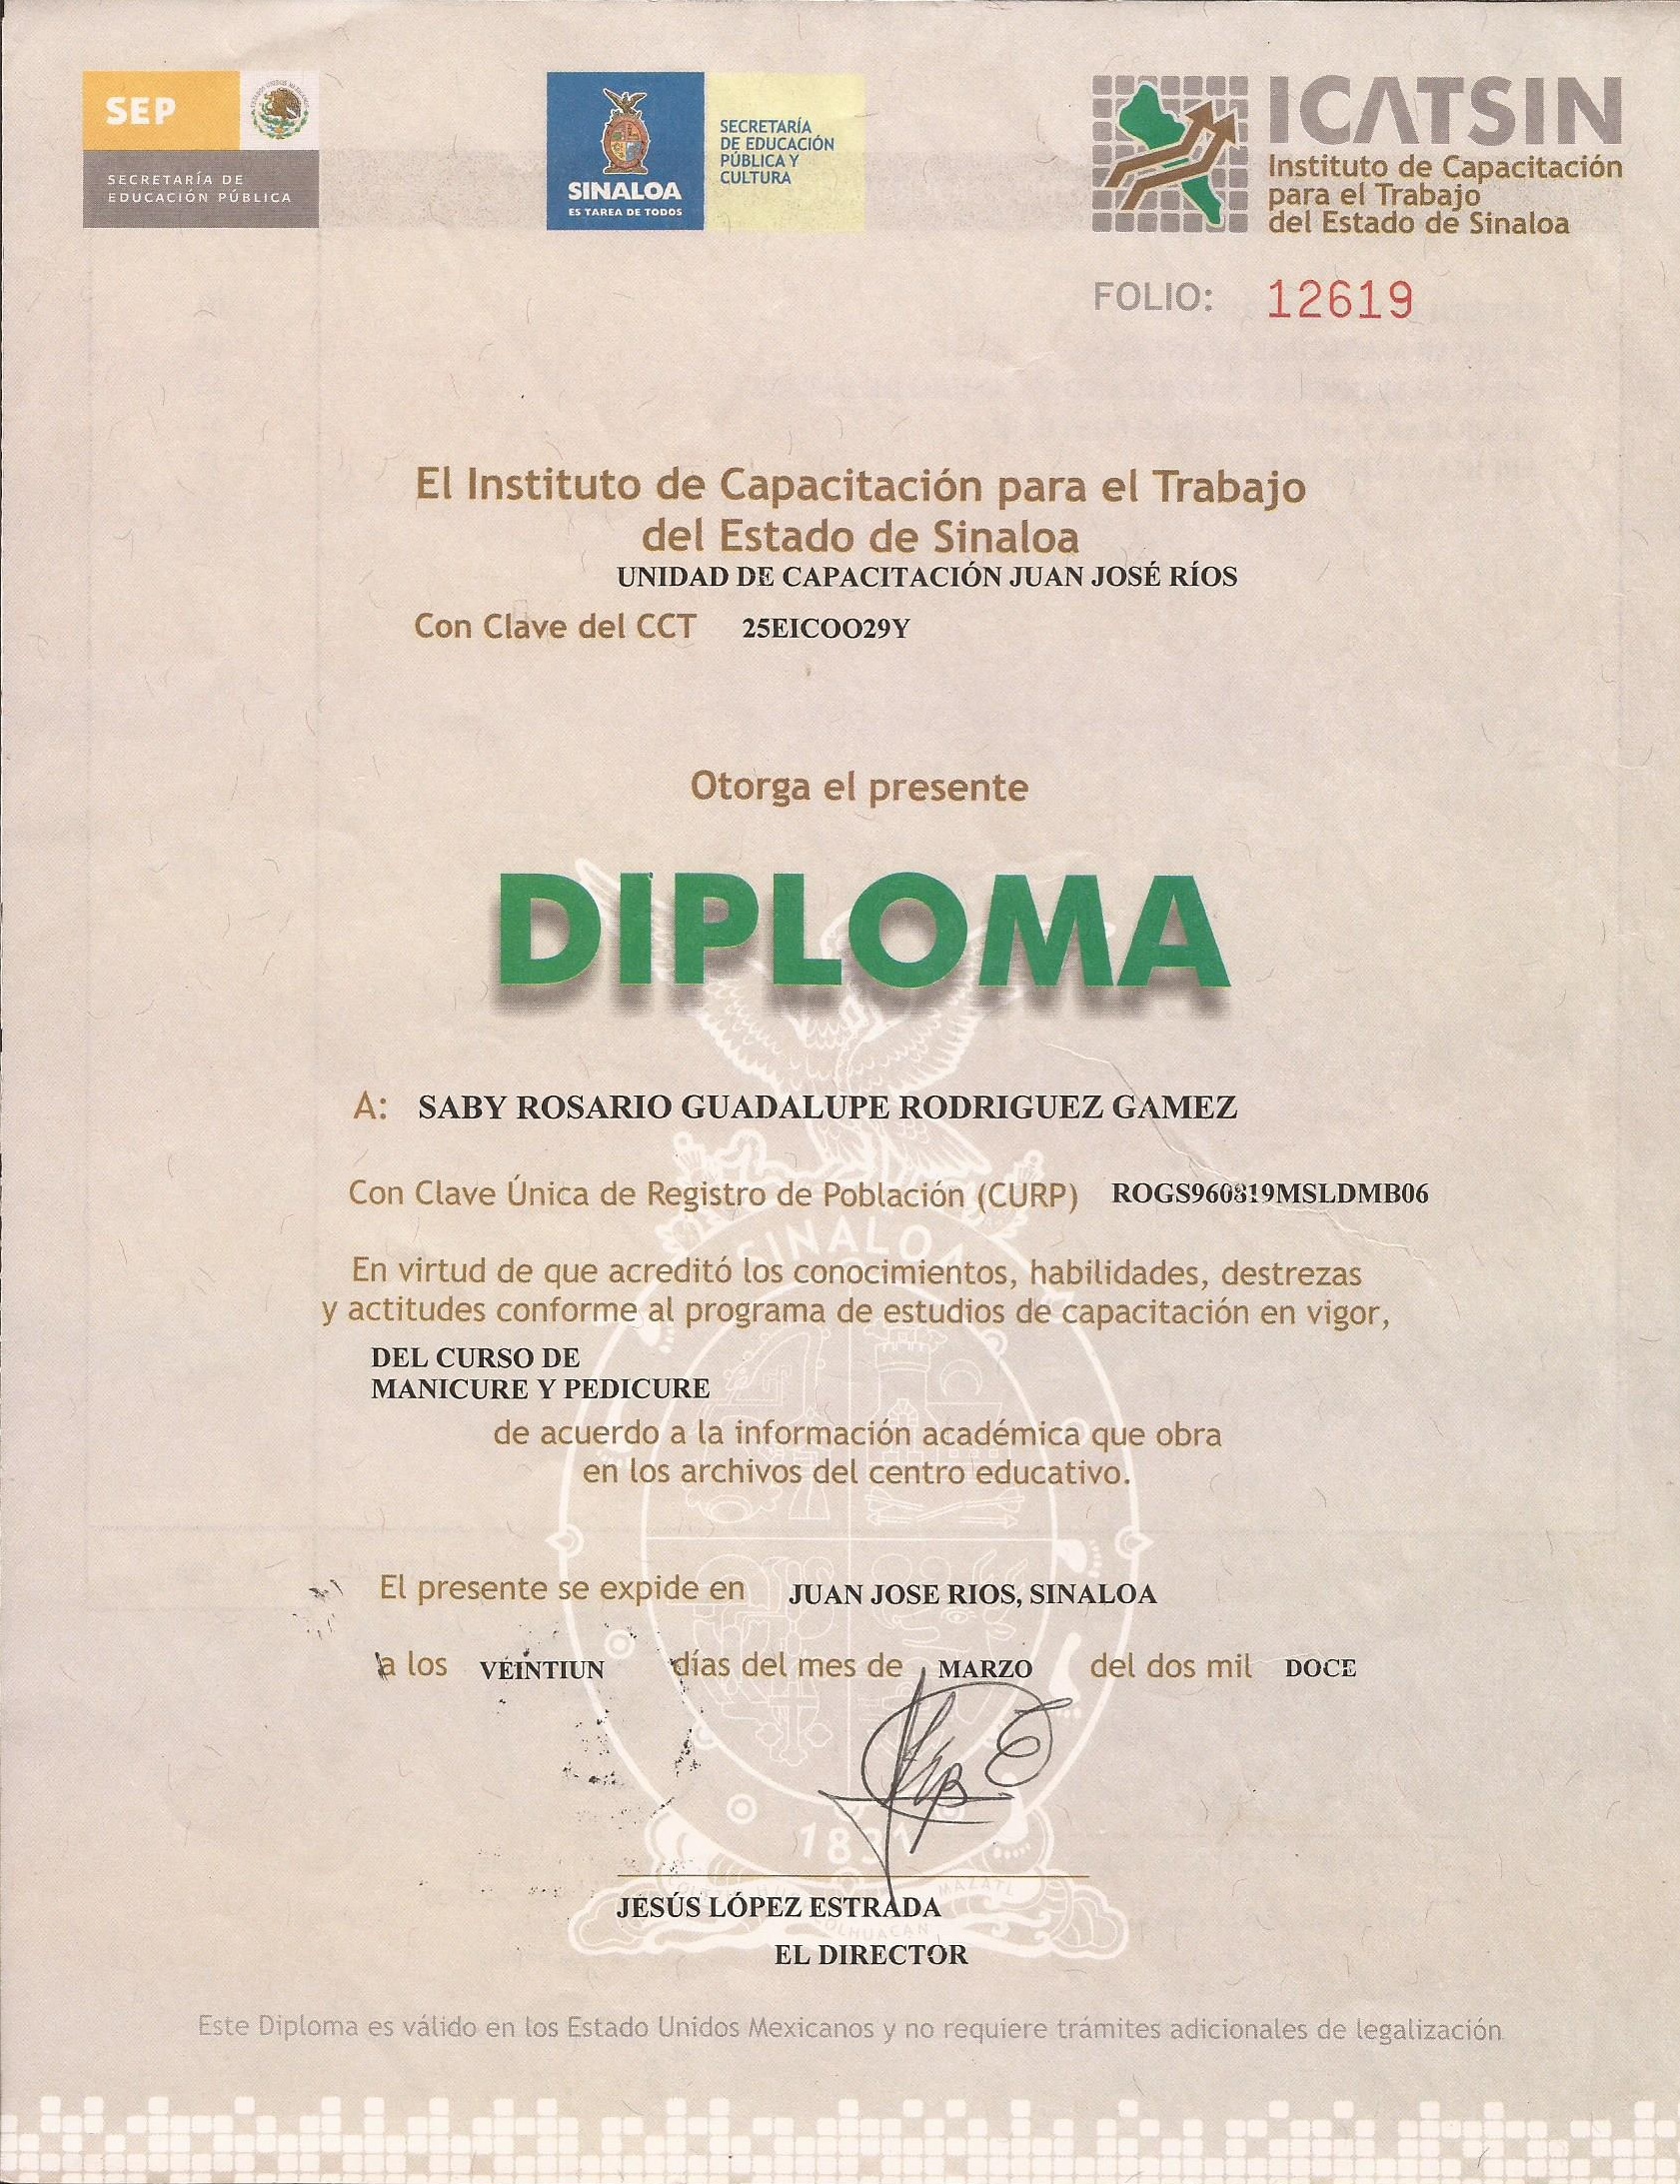 SEP
SECRETARÍA DE
EDUCACIÓN PÚBLICA
SINALOA
ES TAREA DE TODOS
SECRETARÍA
DE EDUCACIÓN
PÚBLICA Y
CULTURA
ICATSIN
Instituto de Capacitación
para el Trabajo
del Estado de Sinaloa
FOLIO: 12619
El Instituto de Capacitación para el Trabajo
del Estado de Sinaloa
UNIDAD DE CAPACITACIÓN JUAN JOSÉ RÍOS
Con Clave del CCT 25EICOO29Y
Otorga el presente
DIPLOMA
A: SABY ROSARIO GUADALUPE RODRIGUEZ GAMEZ
Con Clave Única de Registro de Población (CURP) ROGS960819MSLDMB06
SINALOA
En virtud de que acreditó los conocimientos, habilidades, destrezas
y actitudes conforme al programa de estudios de capacitación en vigor,
DEL CURSO DE
MANICURE Y PEDICURE
de acuerdo a la información académica que obra
en los archivos del centro educativo.
El presente se expide en JUAN JOSE RIOS, SINALOA
a los VEINTIUN días del mes de MARZO del dos mil DOCE
1831
JESÚS LÓPEZ ESTRADA
EL DIRECTOR
Este Diploma es válido en los Estado Unidos Mexicanos y no requiere trámites adicionales de legalización